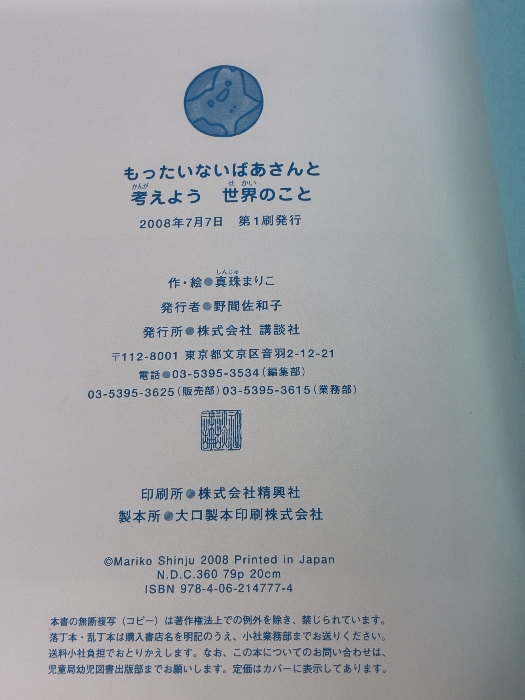 もったいないばあさんと
考えよう 世界のこと
かんが せかい
2008年7月7日 第1刷発行
しんじゅ
作・絵●真珠まりこ
発行者●野間佐和子
発行所●株式会社 講談社
〒112-8001 東京都文京区音羽2-12-21
電話●03-5395-3534(編集部)
03-5395-3625(販売部)03-5395-3615(業務部)
印刷所●株式会社精興社
製本所●大口製本印刷株式会社
©Mariko Shinju 2008 Printed in Japan
N.D.C.360 79p 20cm
ISBN 978-4-06-214777-4
本書の無断複写(コピー)は著作権法上での例外を除き、禁じられています。
落丁本・乱丁本は購入書店名を明記のうえ、小社業務部までお送りください。
送料小社負担でおとりかえします。なお、この本についてのお問い合わせは、
児童局幼児図書出版部までお願いします。定価はカバーに表示してあります。